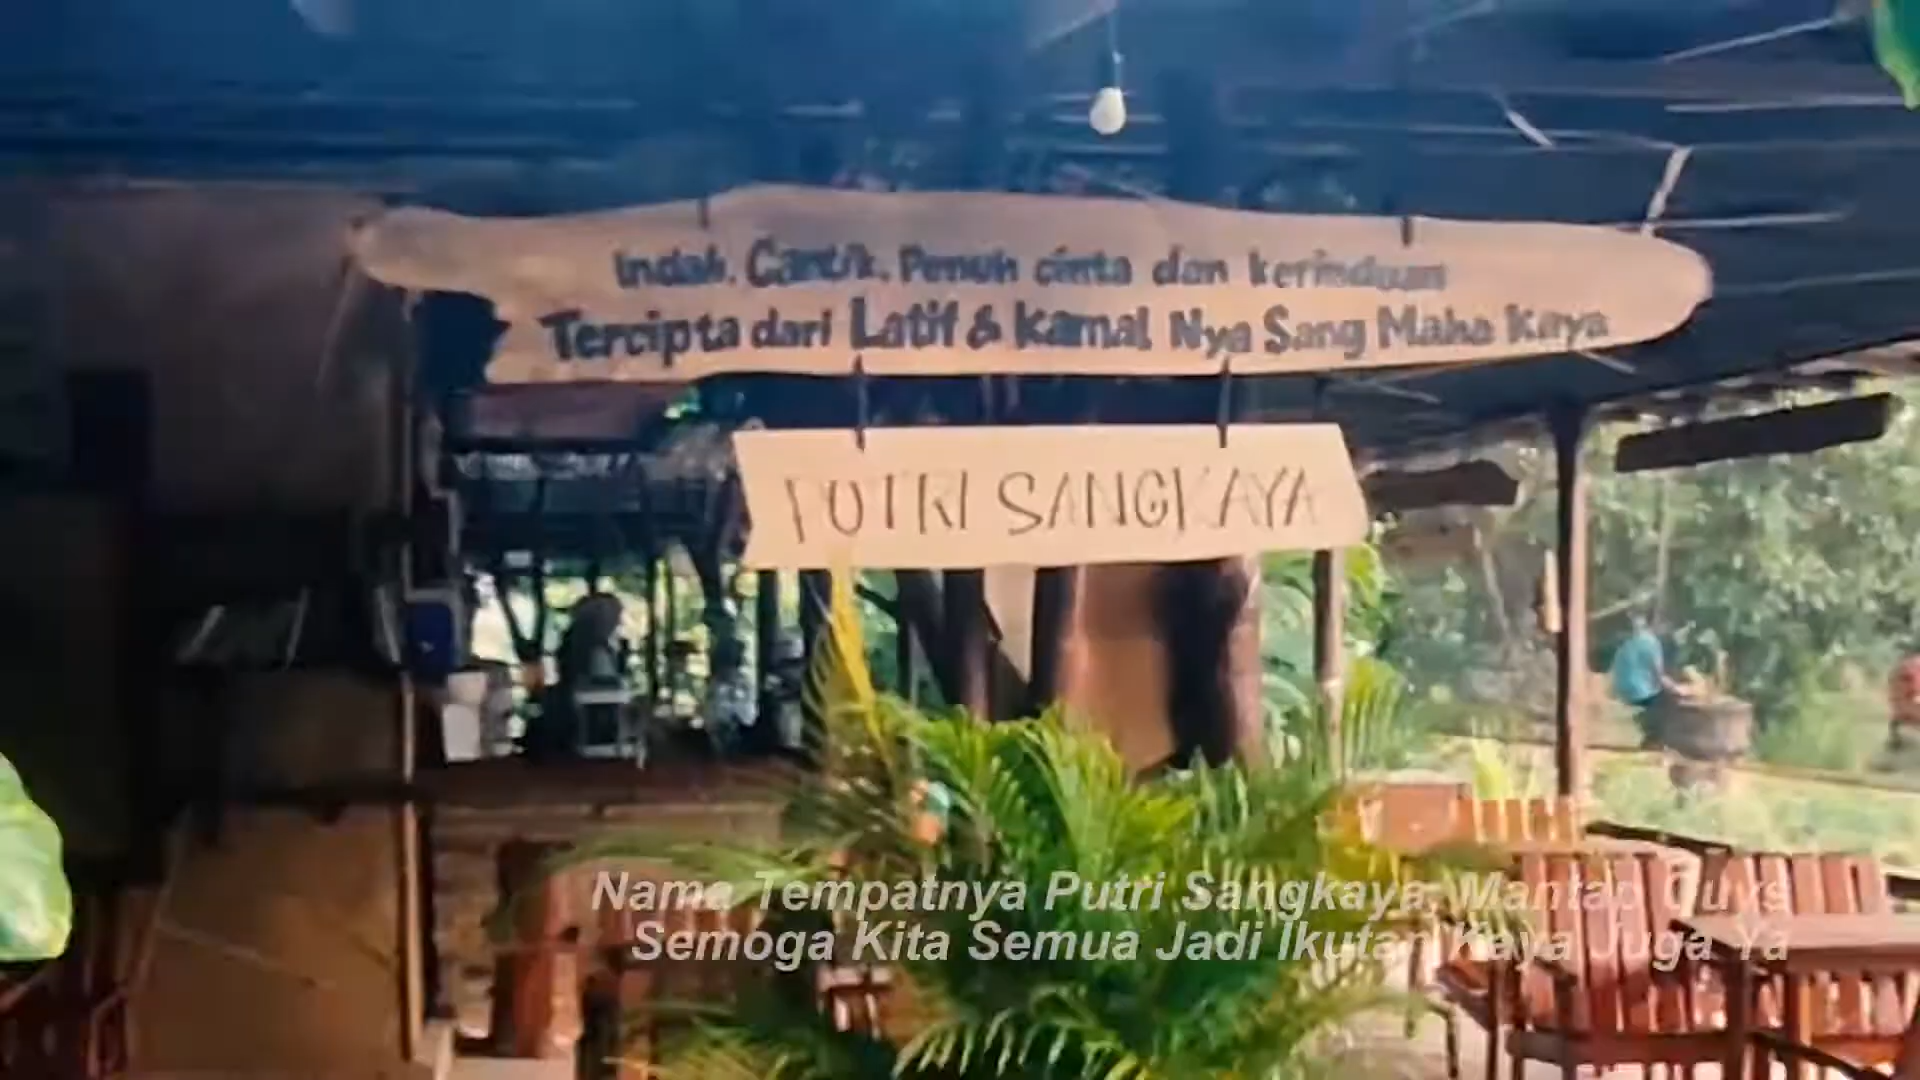 Indah, Cantik, Penuh cinta dan kerinduan
Tercipta dari Latif & Kamal Nya Sang Maha Kaya
PUTRI SANGKAYA
Nama Tempatnya Putri Sangkaya, Mantap Guys
Semoga Kita Semua Jadi Ikutan Kaya Juga Ya